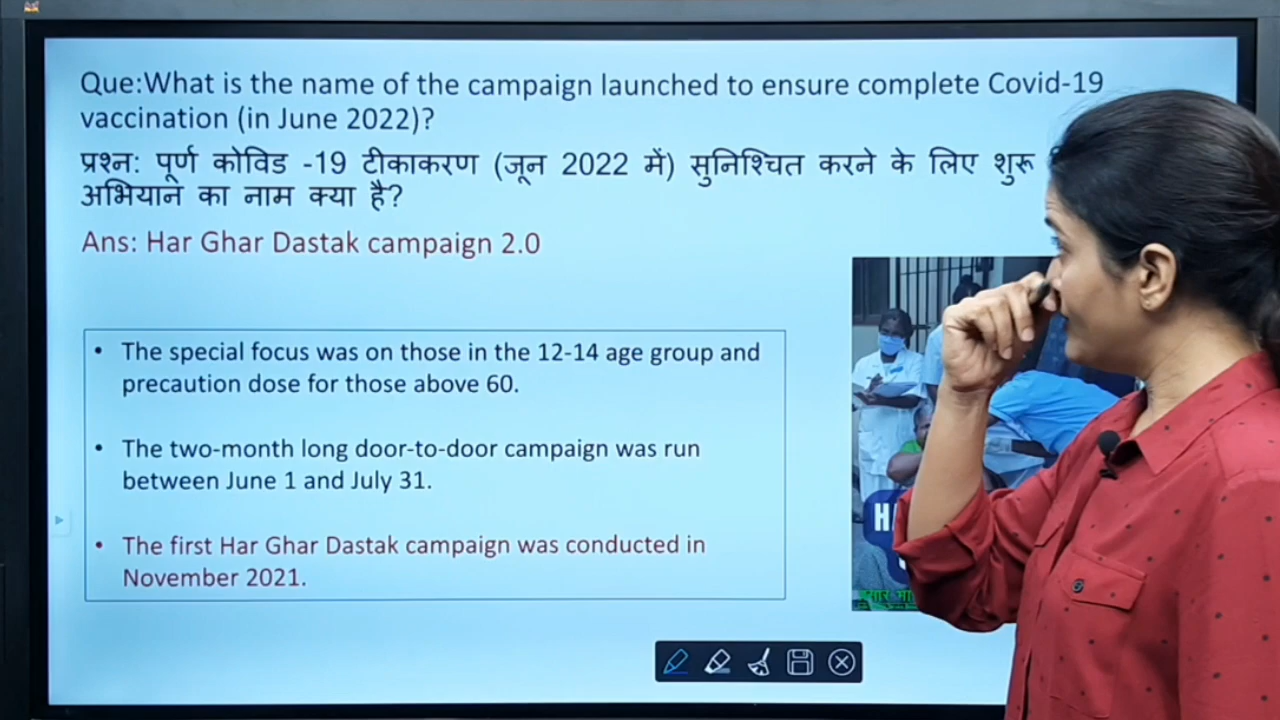 Que:What is the name of the campaign launched to ensure complete Covid-19
vaccination (in June 2022)?
प्रश्न: पूर्ण कोविड -19 टीकाकरण (जून 2022 में) सुनिश्चित करने के लिए शुरू
अभियान का नाम क्या है?
Ans: Har Ghar Dastak campaign 2.0
• The special focus was on those in the 12-14 age group and
precaution dose for those above 60.
• The two-month long door-to-door campaign was run
between June 1 and July 31.
• The first Har Ghar Dastak campaign was conducted in
November 2021.